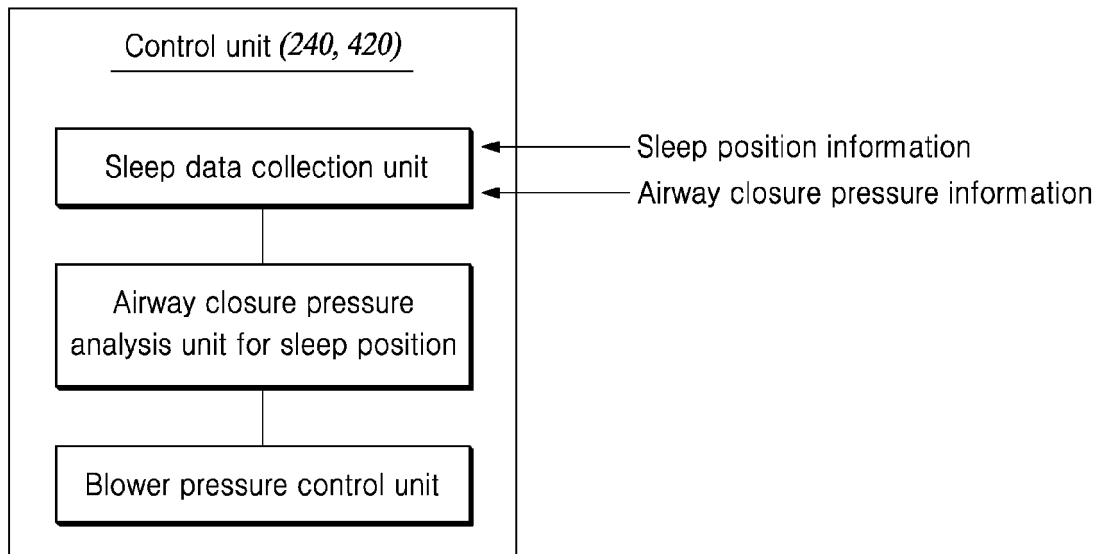 Control unit (240, 420)
Sleep data collection unit
Sleep position information
Airway closure pressure information
Airway closure pressure
analysis unit for sleep position
Blower pressure control unit